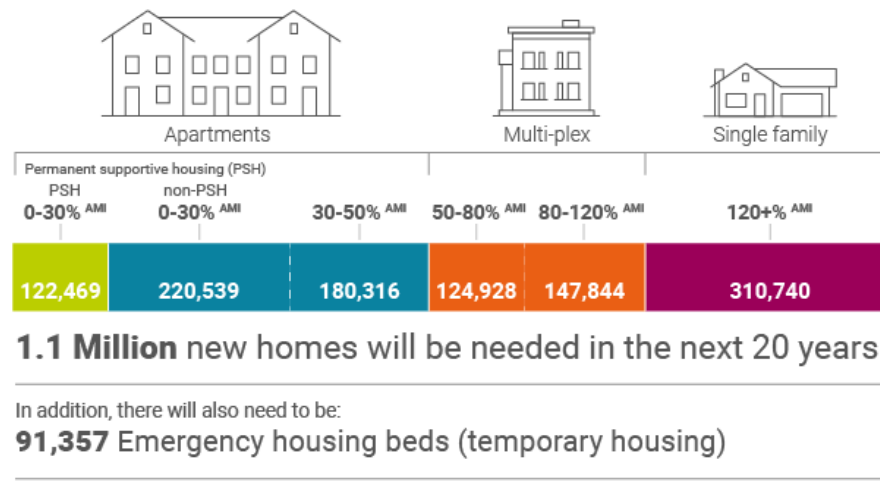 Apartments Multi-plex Single family
Permanent supportive housing (PSH)
PSH non-PSH
0-30% AMI 0-30% AMI 30-50% AMI 50-80% AMI 80-120% AMI 120+% AMI
122,469 220,539 180,316 124,928 147,844 310,740
1.1 Million new homes will be needed in the next 20 years
In addition, there will also need to be:
91,357 Emergency housing beds (temporary housing)